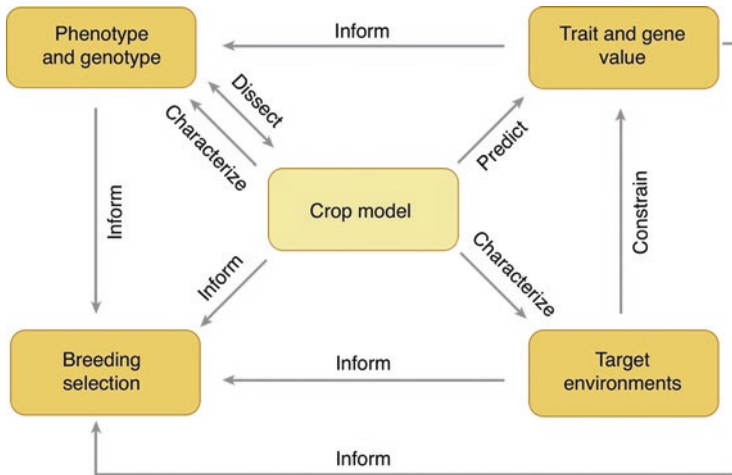 Phenotype
and genotype
Inform
Trait and gene
value
Dissect
Characterize
Predict
Crop model
Inform
Constrain
Inform
Characterize
Breeding
selection
Inform
Target
environments
Inform